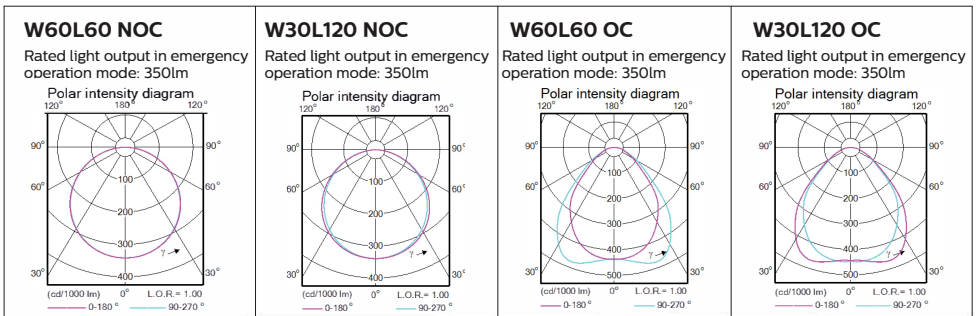 W60L60 NOC
Rated light output in emergency
operation mode: 350lm
Polar intensity diagram
120° 180° 120°
90° 90°
100
60° 60°
200
300
γ
30° 400 30°
(cd/1000 lm) 0° L.O.R.= 1.00
0-180° 90-270°
W30L120 NOC
Rated light output in emergency
operation mode: 350lm
Polar intensity diagram
120° 180° 120°
90° 90°
100
60° 60°
200
300
γ
30° 400 30°
(cd/1000 lm) 0° L.O.R.= 1.00
0-180° 90-270°
W60L60 OC
Rated light output in emergency
operation mode: 350lm
Polar intensity diagram
120° 180° 120°
90° 90°
100
60° 60°
200
300
400
γ
30° 500 30°
(cd/1000 lm) 0° L.O.R.= 1.00
0-180° 90-270°
W30L120 OC
Rated light output in emergency
operation mode: 350lm
Polar intensity diagram
120° 180° 120°
90° 90°
100
60° 60°
200
300
400
γ
30° 500 30°
(cd/1000 lm) 0° L.O.R.= 1.00
0-180° 90-270°